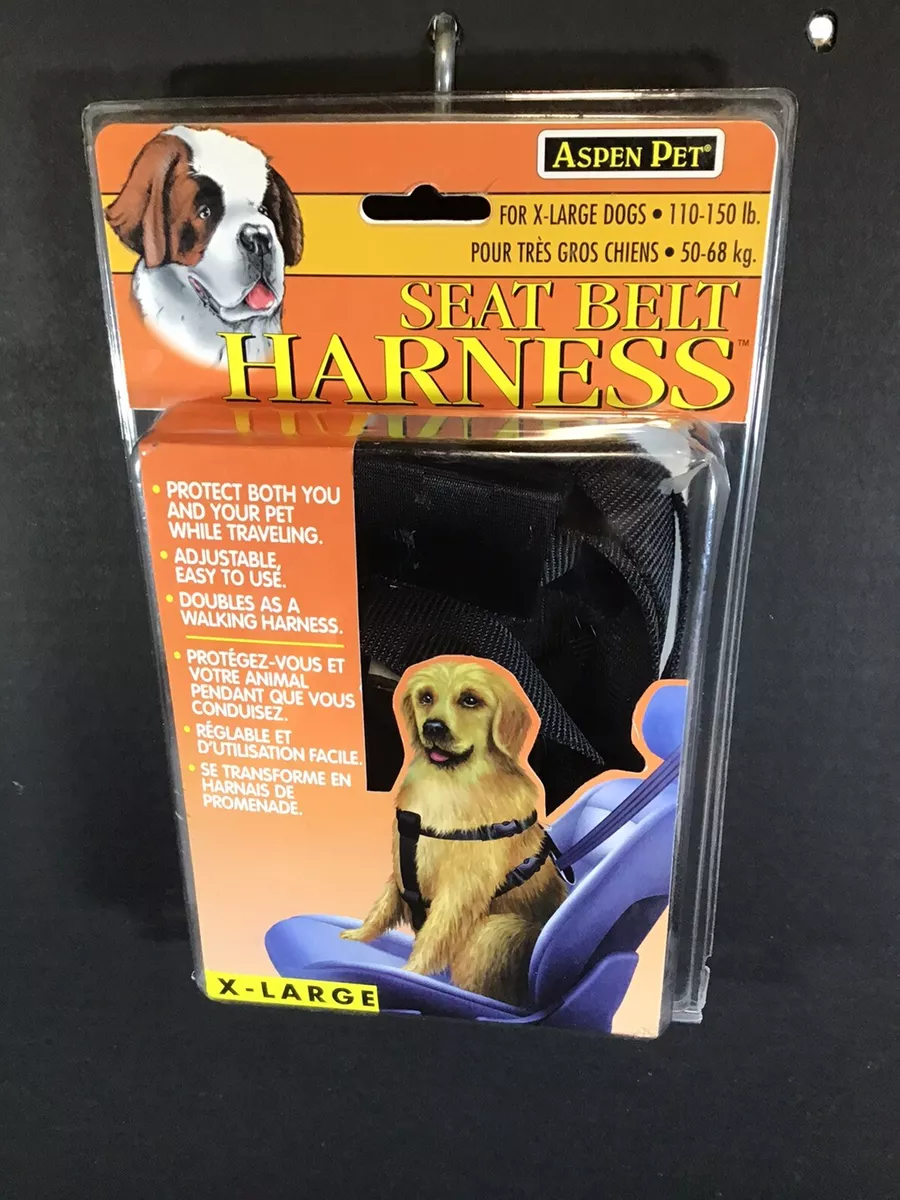 ASPEN PET®
FOR X-LARGE DOGS • 110-150 lb.
POUR TRÈS GROS CHIENS • 50-68 kg.
SEAT BELT
HARNESS™
• PROTECT BOTH YOU
AND YOUR PET
WHILE TRAVELING.
• ADJUSTABLE,
EASY TO USE.
• DOUBLES AS A
WALKING HARNESS.
• PROTÉGEZ-VOUS ET
VOTRE ANIMAL
PENDANT QUE VOUS
CONDUISEZ.
• RÉGLABLE ET
D'UTILISATION FACILE.
• SE TRANSFORME EN
HARNAIS DE
PROMENADE.
X-LARGE